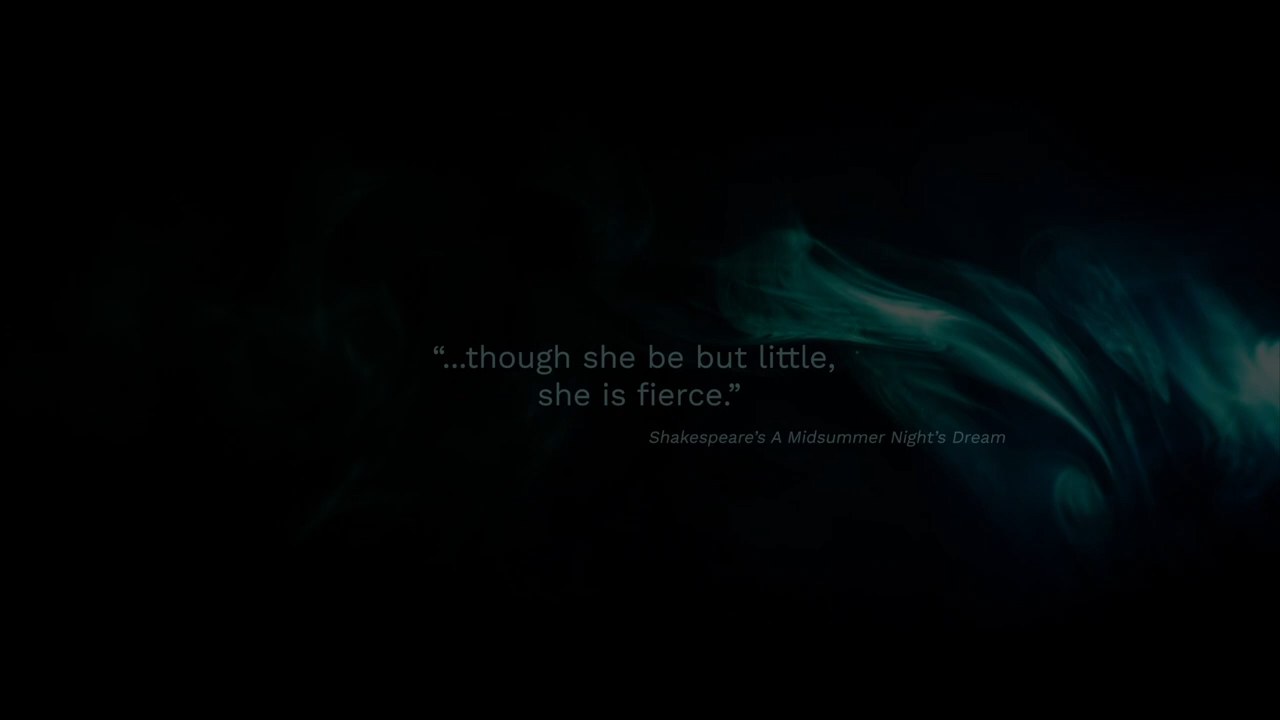 “...though she be but little,
she is fierce.”
Shakespeare’s A Midsummer Night’s Dream